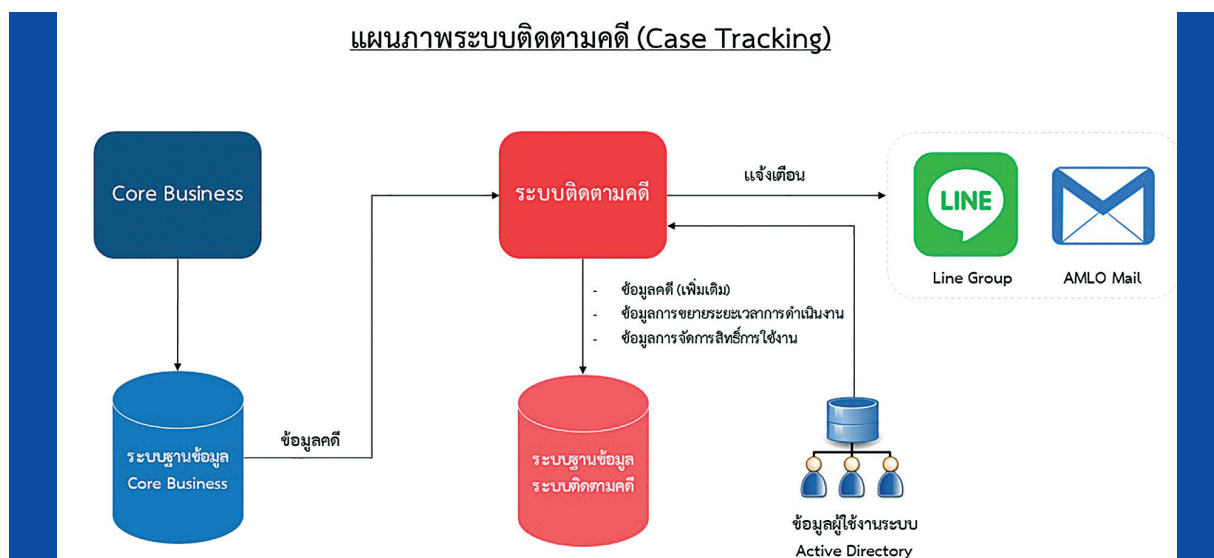 แผนภาพระบบติดตามคดี (Case Tracking)
Core Business
ระบบติดตามคดี
แจ้งเตือน
LINE
Line Group
AMLO Mail
- ข้อมูลคดี (เพิ่มเติม)
- ข้อมูลการขยายระยะเวลาการดำเนินงาน
- ข้อมูลการจัดการสิทธิ์การใช้งาน
ข้อมูลคดี
ระบบฐานข้อมูล
Core Business
ระบบฐานข้อมูล
ระบบติดตามคดี
ข้อมูลผู้ใช้งานระบบ
Active Directory